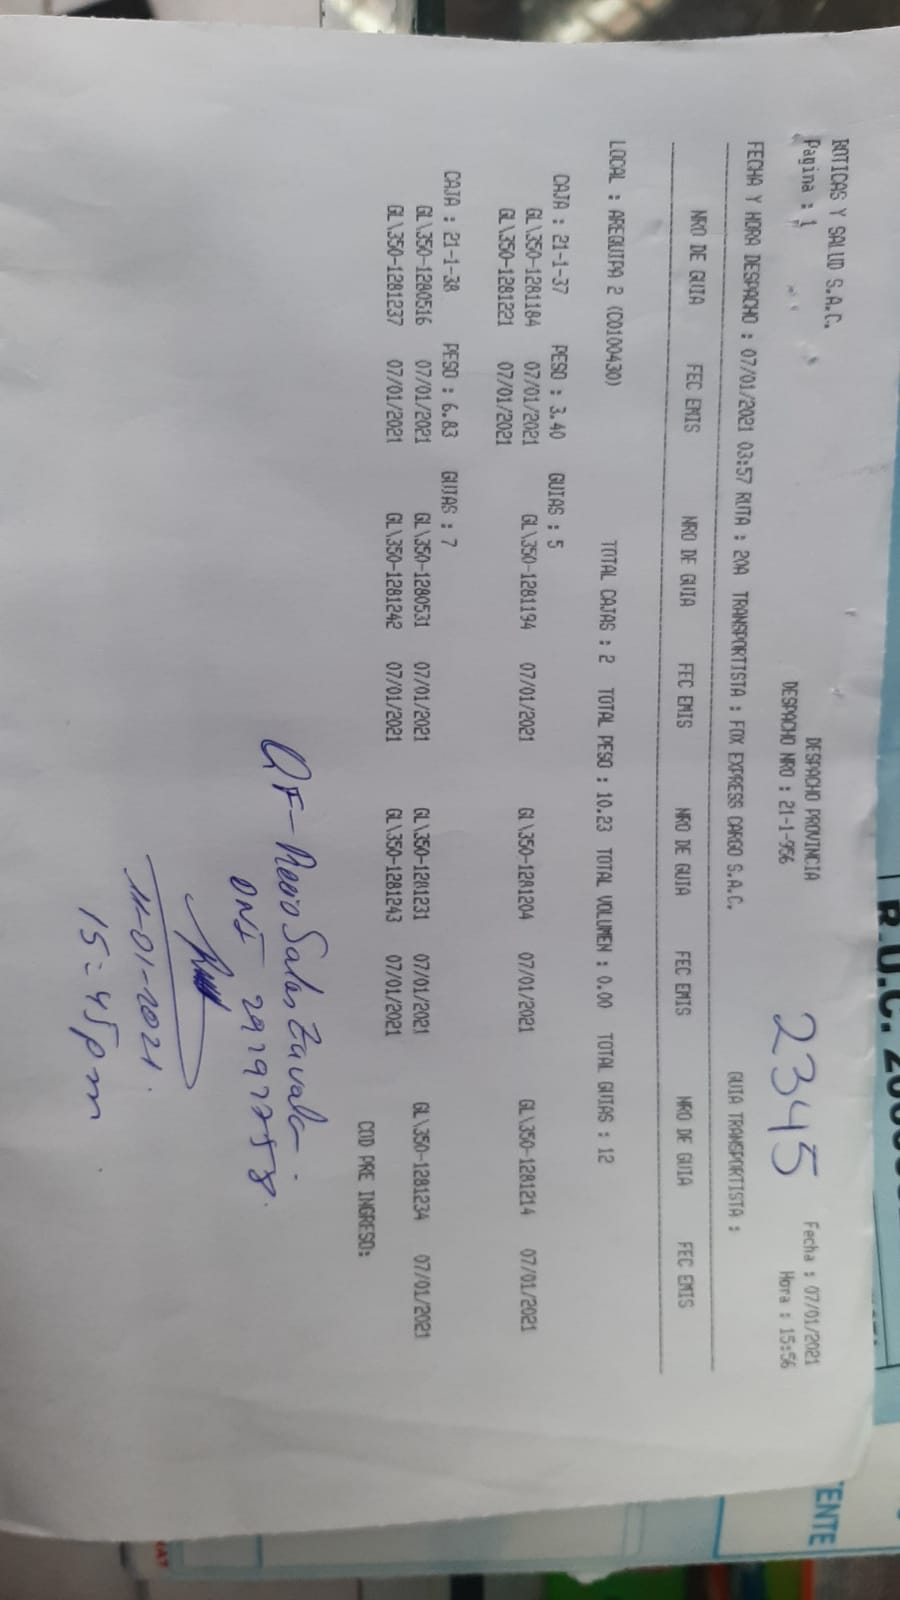 BOTICAS Y SALUD S.A.C. DESPACHO PROVINCIA Fecha : 07/01/2021
Pagina : 1 DESPACHO NRO : 21-1-956 2345 Hora : 15:56
FECHA Y HORA DESPACHO : 07/01/2021 03:57 RUTA : 20A TRANSPORTISTA : FOX EXPRESS CARGO S.A.C. GUIA TRANSPORTISTA :
NRO DE GUIA FEC EMIS NRO DE GUIA FEC EMIS NRO DE GUIA FEC EMIS NRO DE GUIA FEC EMIS
LOCAL : AREQUIPA 2 (C0100430) TOTAL CAJAS : 2 TOTAL PESO : 10.23 TOTAL VOLUMEN : 0.00 TOTAL GUIAS : 12
CAJA : 21-1-37 PESO : 3.40 GUIAS : 5
GL\350-1281184 07/01/2021 GL\350-1281194 07/01/2021 GL\350-1281204 07/01/2021 GL\350-1281214 07/01/2021
GL\350-1281221 07/01/2021
CAJA : 21-1-38 PESO : 6.83 GUIAS : 7
GL\350-1280516 07/01/2021 GL\350-1280531 07/01/2021 GL\350-1281231 07/01/2021 GL\350-1281234 07/01/2021
GL\350-1281237 07/01/2021 GL\350-1281242 07/01/2021 GL\350-1281243 07/01/2021
COD PRE INGRESO:
QF- Salas Zavala.
DNI
11-01-2021.
15:45pm
R.U.C.
TENTE